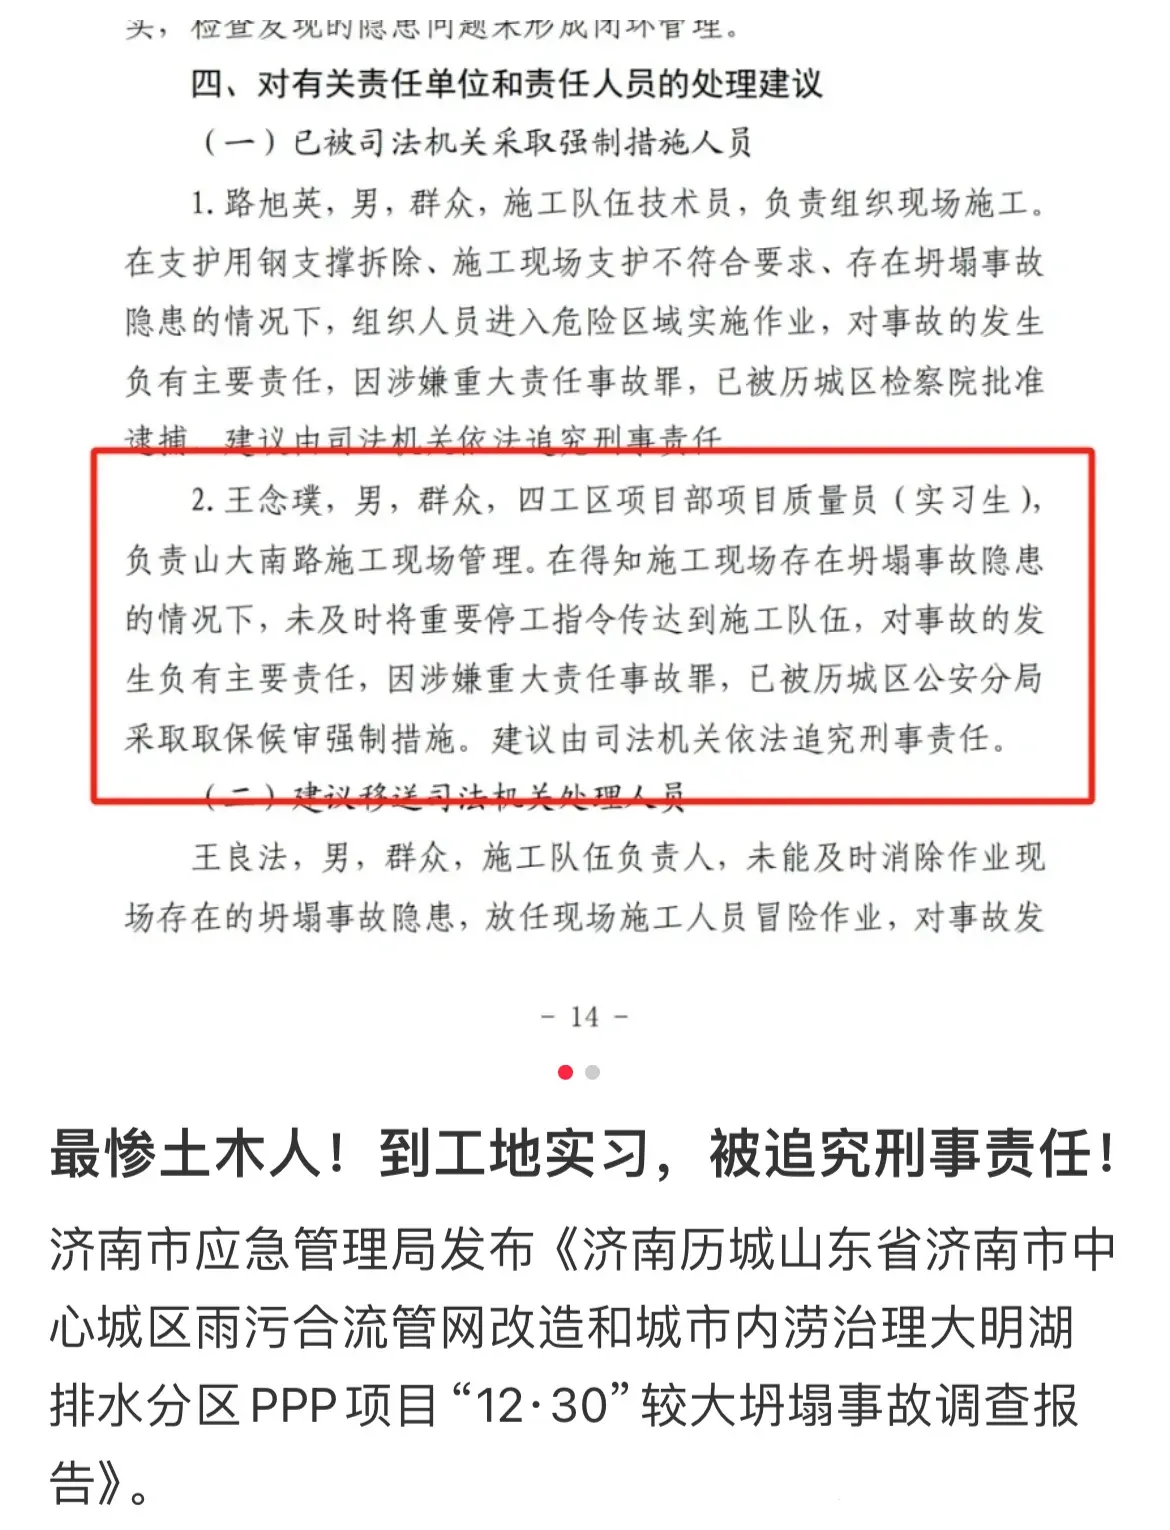 实，检查发现的隐患问题未形成闭环管理。
四、对有关责任单位和责任人员的处理建议
（一）已被司法机关采取强制措施人员
1. 路旭英，男，群众，施工队伍技术员，负责组织现场施工。
在支护用钢支撑拆除、施工现场支护不符合要求、存在坍塌事故
隐患的情况下，组织人员进入危险区域实施作业，对事故的发生
负有主要责任，因涉嫌重大责任事故罪，已被历城区检察院批准
逮捕，建议由司法机关依法追究刑事责任
2. 王念璞，男，群众，四工区项目部项目质量员（实习生），
负责山大南路施工现场管理。在得知施工现场存在坍塌事故隐患
的情况下，未及时将重要停工指令传达到施工队伍，对事故的发
生负有主要责任，因涉嫌重大责任事故罪，已被历城区公安分局
采取取保候审强制措施。建议由司法机关依法追究刑事责任。
（二）建议移送司法机关处理人员
王良法，男，群众，施工队伍负责人，未能及时消除作业现
场存在的坍塌事故隐患，放任现场施工人员冒险作业，对事故发
- 14 -
最惨土木人！到工地实习，被追究刑事责任！
济南市应急管理局发布《济南历城山东省济南市中
心城区雨污合流管网改造和城市内涝治理大明湖
排水分区PPP项目“12·30”较大坍塌事故调查报
告》。